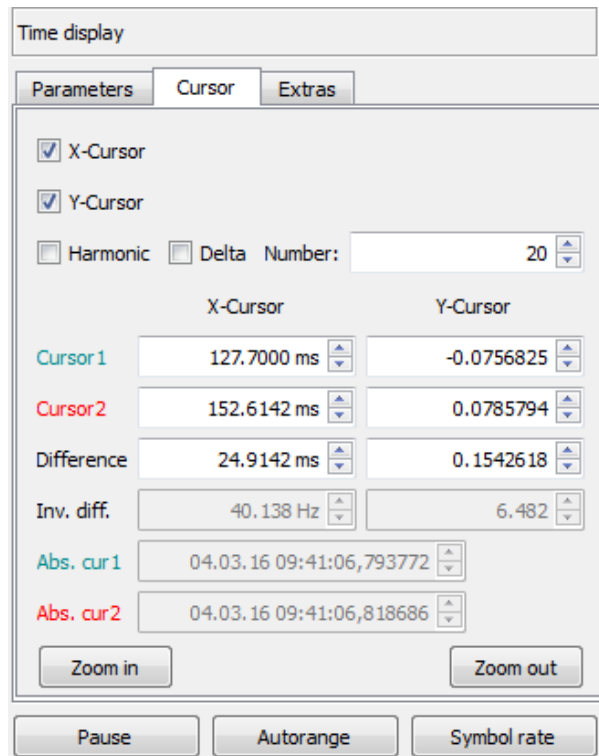 Time display
Parameters Cursor Extras
X-Cursor
Y-Cursor
Harmonic Delta Number: 20
X-Cursor Y-Cursor
Cursor1 127.7000 ms -0.0756825
Cursor2 152.6142 ms 0.0785794
Difference 24.9142 ms 0.1542618
Inv. diff. 40.138 Hz 6.482
Abs. cur1 04.03.16 09:41:06,793772
Abs. cur2 04.03.16 09:41:06,818686
Zoom in Zoom out
Pause Autorange Symbol rate